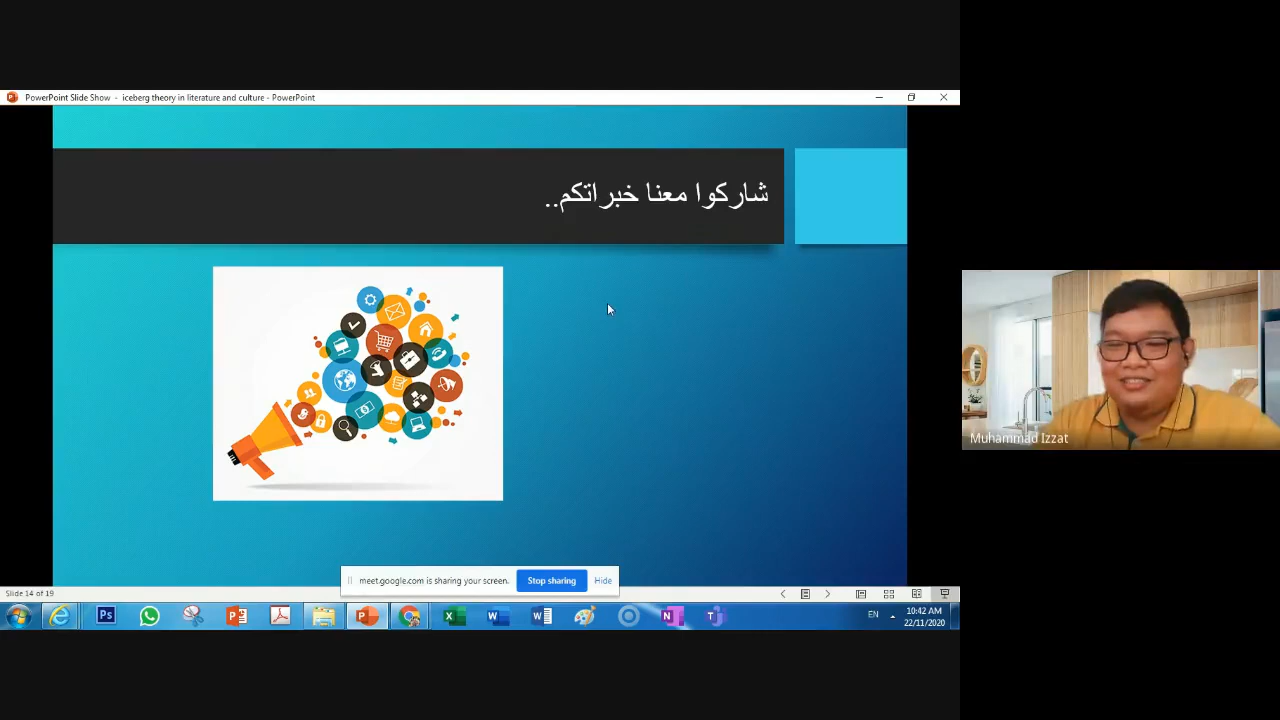 PowerPoint Slide Show - iceberg theory in literature and culture - PowerPoint
شاركوا معنا خبراتكم..
Muhammad Izzat
meet.google.com is sharing your screen.
Stop sharing
Hide
Slide 14 of 19
Ps
EN
10:42 AM
22/11/2020